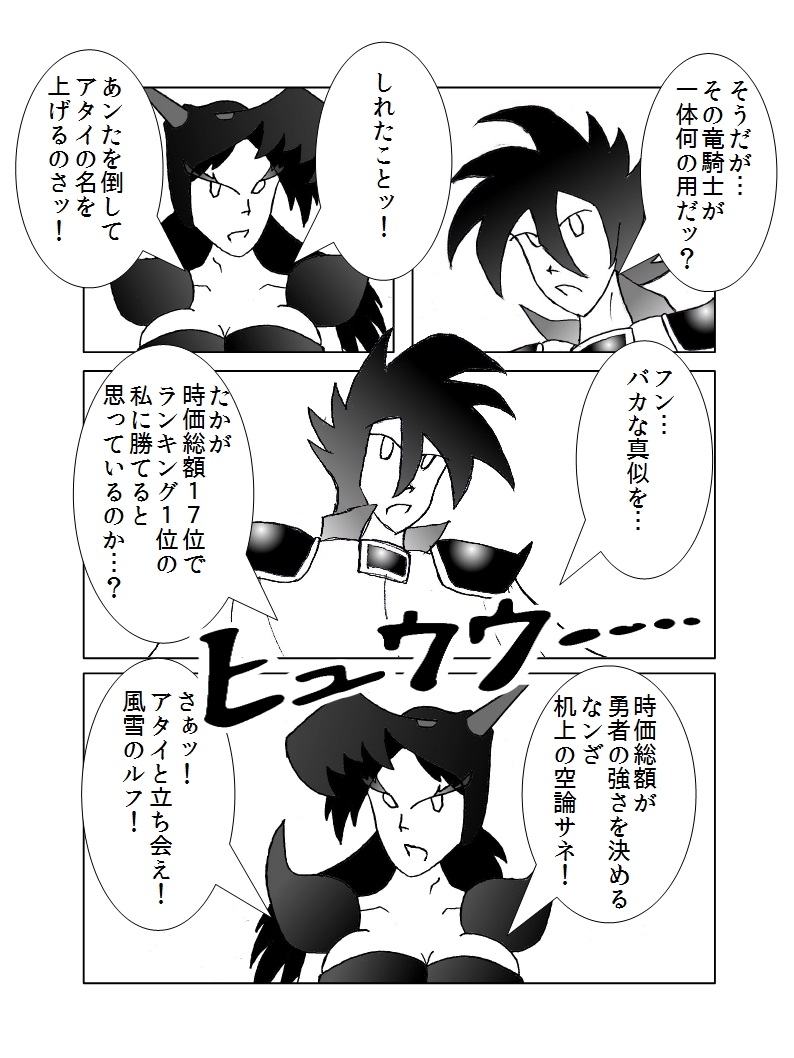 そうだが…
その竜騎士が
一体何の用だッ？
しれたことッ！
あンたを倒して
アタイの名を
上げるのさッ！
フン…
バカな真似を…
たかが
時価総額１７位で
ランキング１位の
私に勝てると
思っているのか…？
ヒュウウー‥‥
時価総額が
勇者の強さを決める
なンざ
机上の空論サネ！
さぁッ！
アタイと立ち会え！
風雪のルフ！